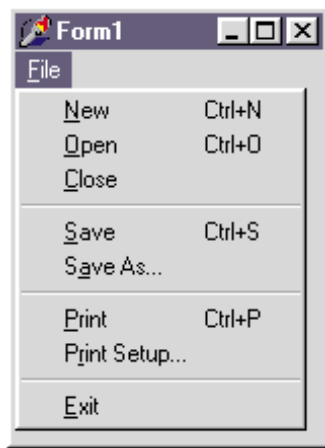 Form1
File
New Ctrl+N
Open Ctrl+O
Close
Save Ctrl+S
Save As...
Print Ctrl+P
Print Setup...
Exit